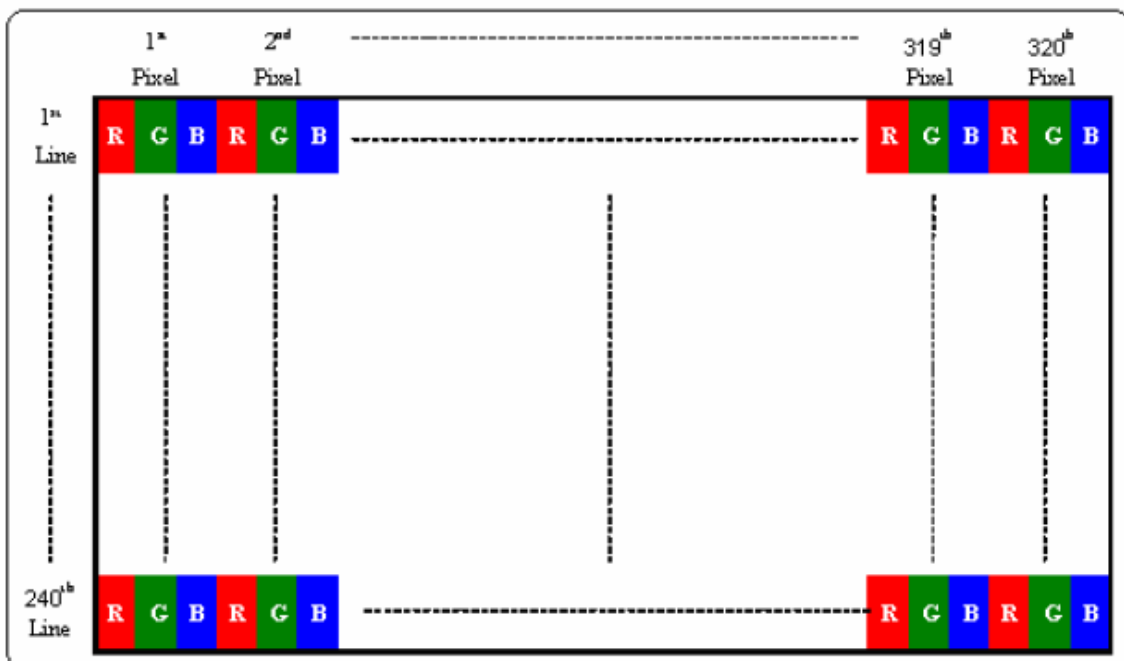 1st 2nd 319th 320th
Pixel Pixel Pixel Pixel
1st
Line
R G B R G B R G B R G B
240th
Line
R G B R G B R G B R G B